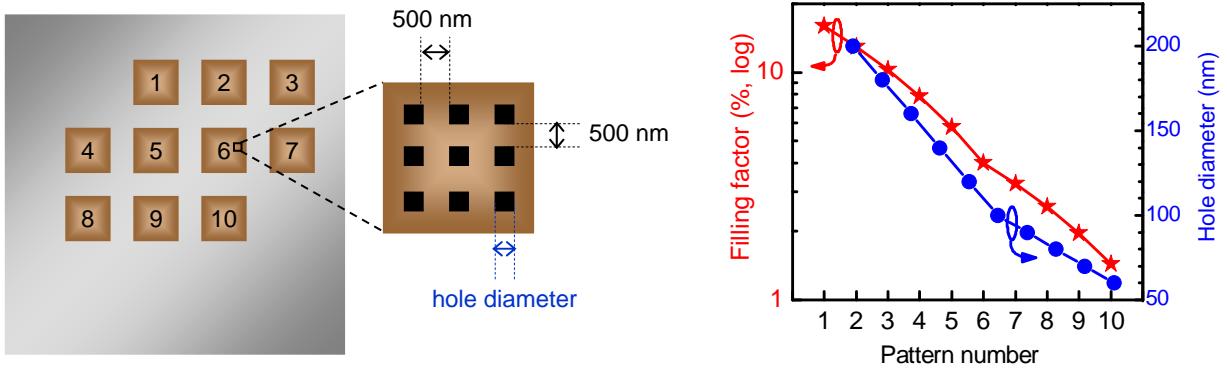 500 nm
1 2 3
4 5 6 7
8 9 10
500 nm
hole diameter
Filling factor (%, log)
10
1
200
150
100
50
Hole diameter (nm)
1 2 3 4 5 6 7 8 9 10
Pattern number